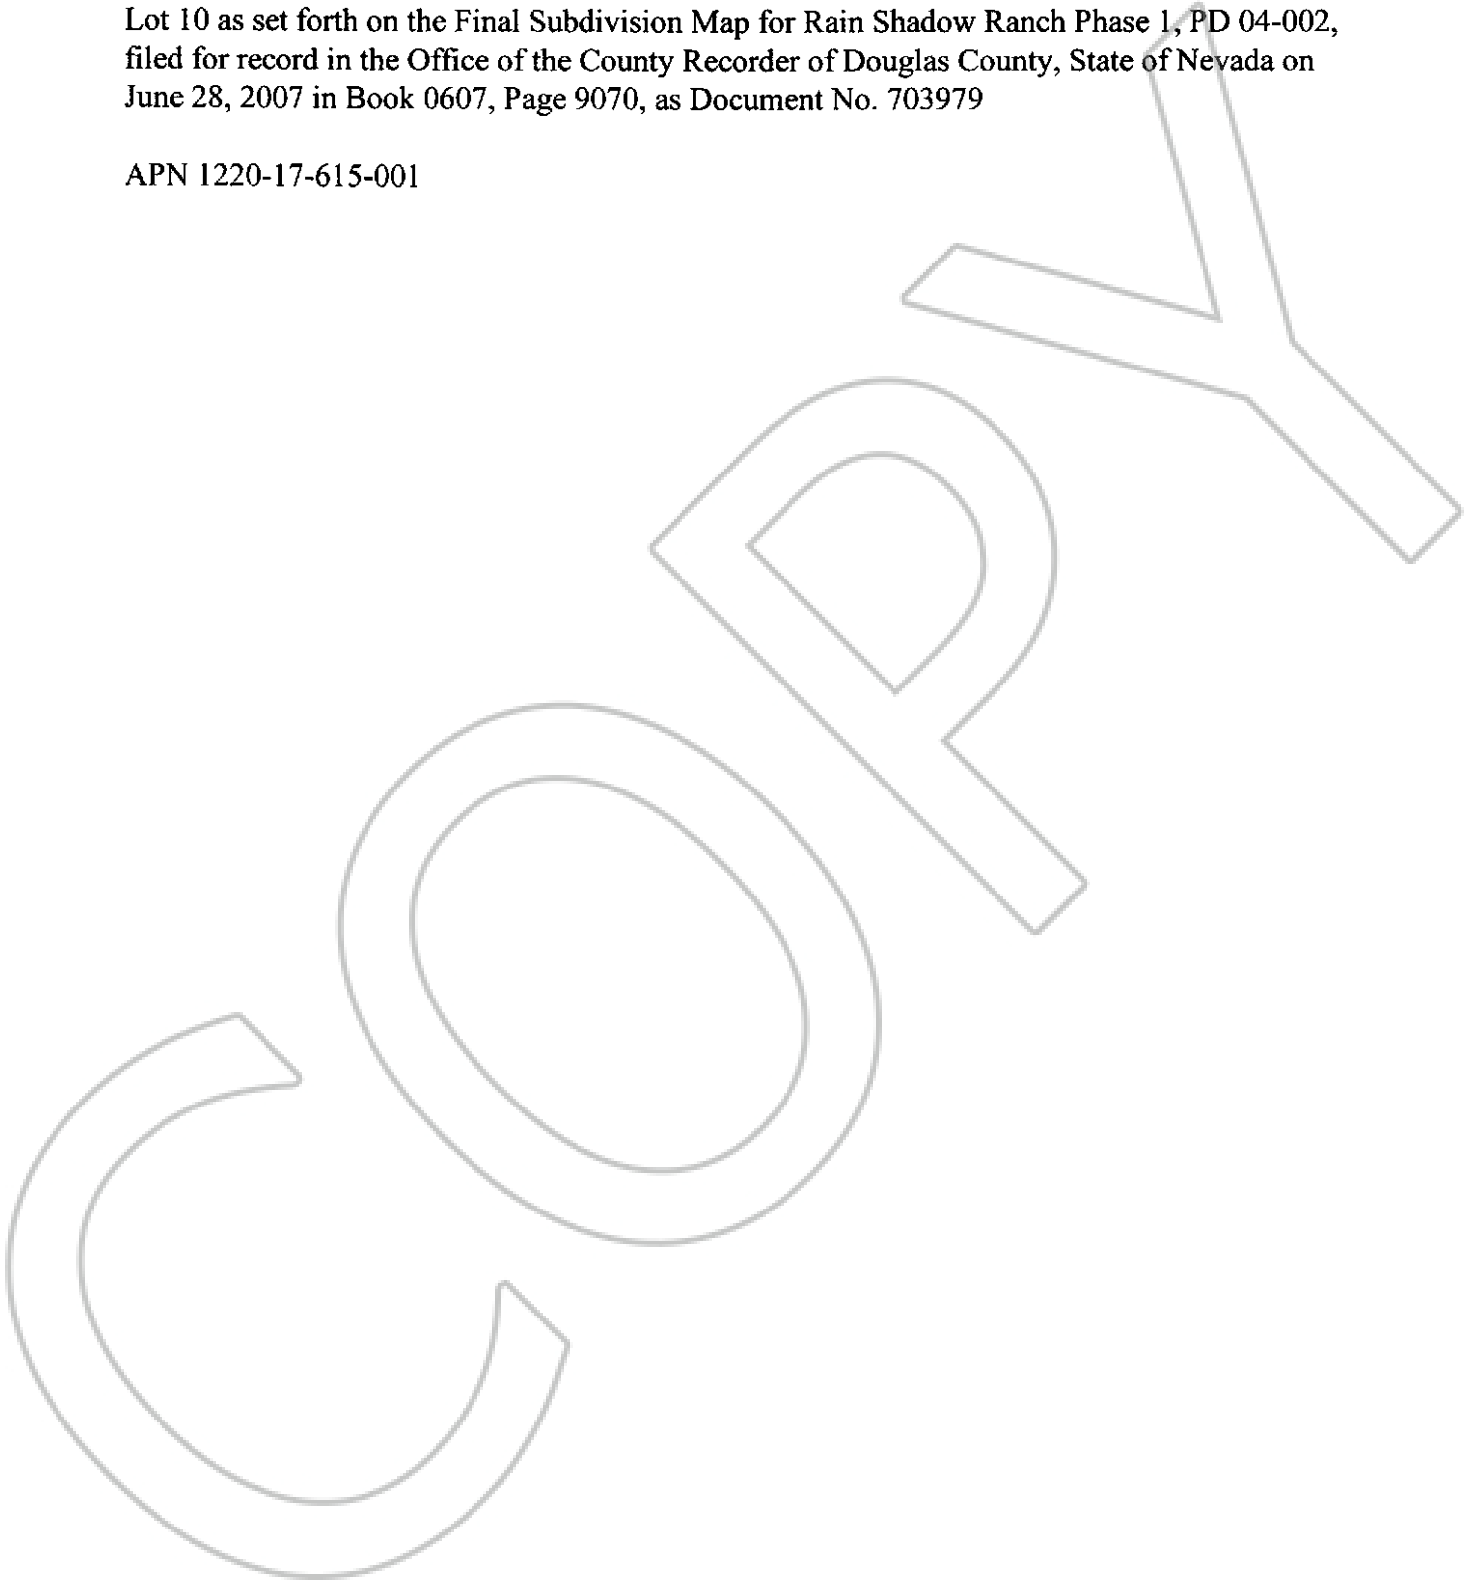 Lot 10 as set forth on the Final Subdivision Map for Rain Shadow Ranch Phase 1, PD 04-002,
filed for record in the Office of the County Recorder of Douglas County, State of Nevada on
June 28, 2007 in Book 0607, Page 9070, as Document No. 703979
APN 1220-17-615-001
COPY